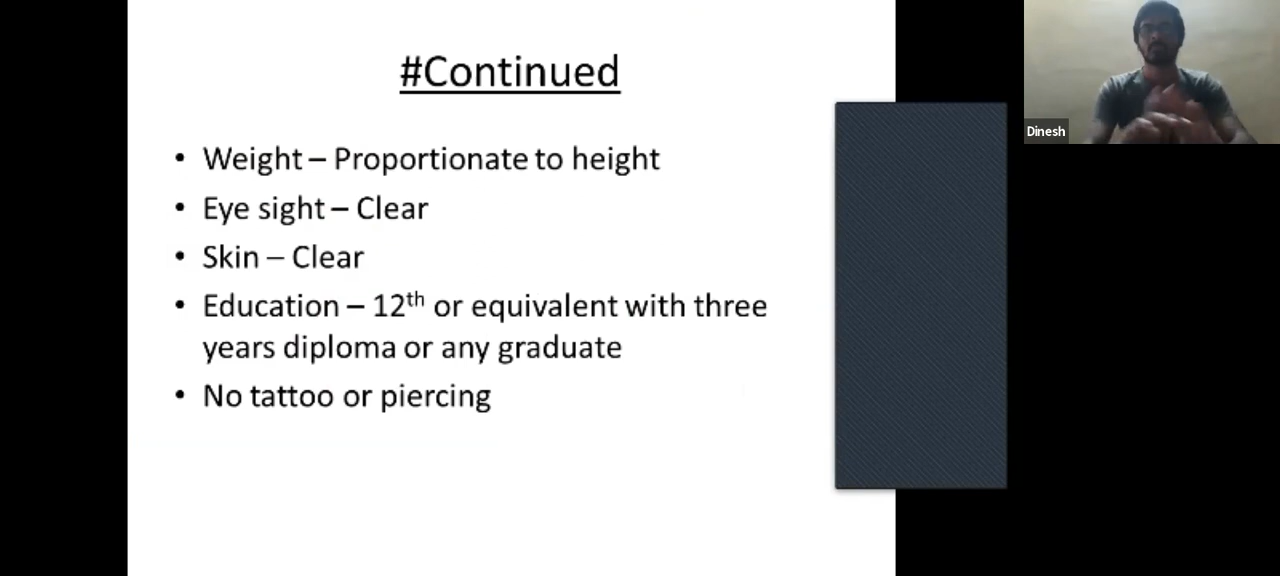 #Continued
• Weight – Proportionate to height
• Eye sight – Clear
• Skin – Clear
• Education – 12th or equivalent with three
years diploma or any graduate
• No tattoo or piercing
Dinesh